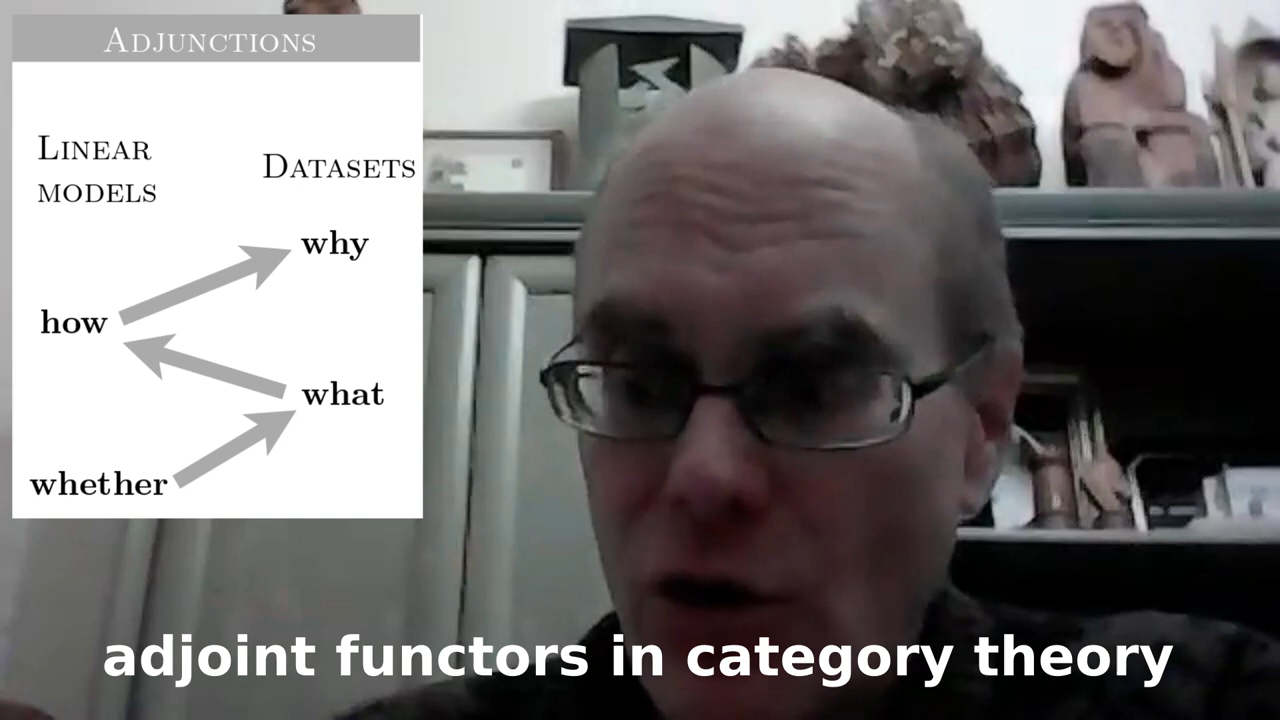 ADJUNCTIONS
LINEAR
MODELS
DATASETS
why
how
what
whether
adjoint functors in category theory